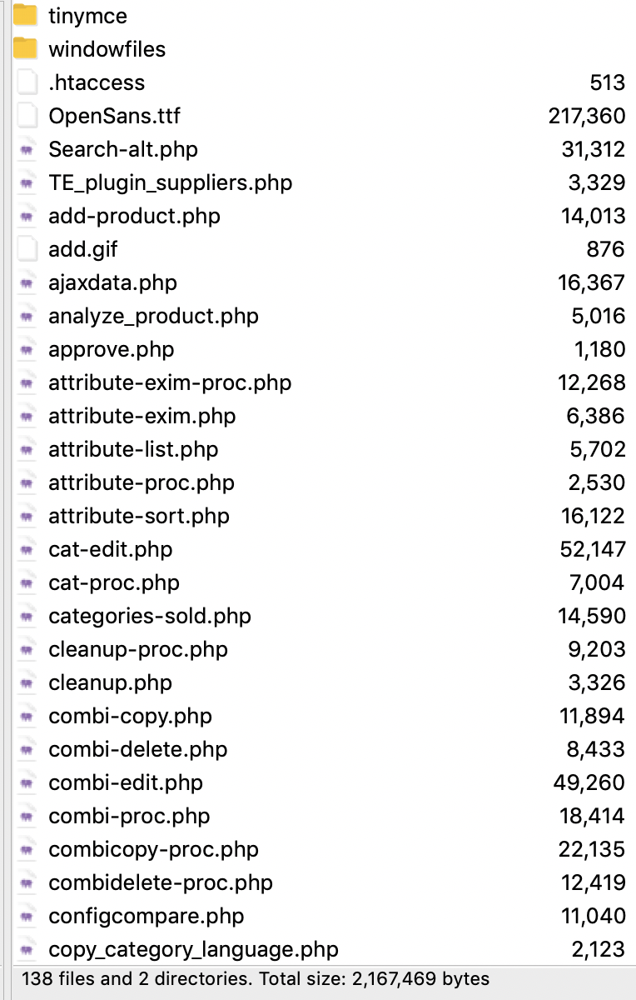 tinymce
windowfiles
.htaccess 513
OpenSans.ttf 217,360
Search-alt.php 31,312
TE_plugin_suppliers.php 3,329
add-product.php 14,013
add.gif 876
ajaxdata.php 16,367
analyze_product.php 5,016
approve.php 1,180
attribute-exim-proc.php 12,268
attribute-exim.php 6,386
attribute-list.php 5,702
attribute-proc.php 2,530
attribute-sort.php 16,122
cat-edit.php 52,147
cat-proc.php 7,004
categories-sold.php 14,590
cleanup-proc.php 9,203
cleanup.php 3,326
combi-copy.php 11,894
combi-delete.php 8,433
combi-edit.php 49,260
combi-proc.php 18,414
combicopy-proc.php 22,135
combidelete-proc.php 12,419
configcompare.php 11,040
copy_category_language.php 2,123
138 files and 2 directories. Total size: 2,167,469 bytes